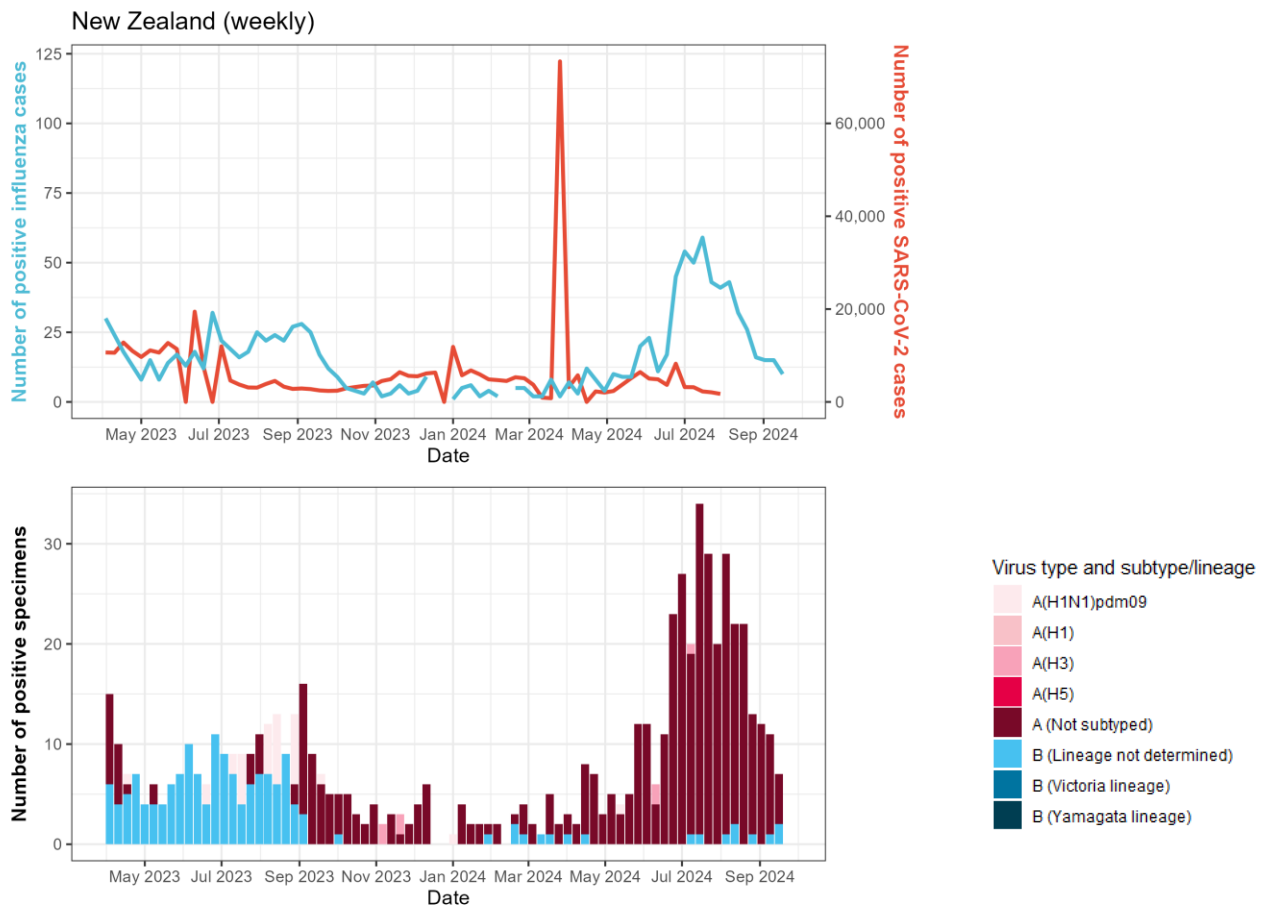 New Zealand (weekly)
Number of positive influenza cases
125
100
75
50
25
0
60,000
40,000
20,000
0
Number of positive SARS-CoV-2 cases
May 2023 Jul 2023 Sep 2023 Nov 2023 Jan 2024 Mar 2024 May 2024 Jul 2024 Sep 2024
Date
Number of positive specimens
30
20
10
0
May 2023 Jul 2023 Sep 2023 Nov 2023 Jan 2024 Mar 2024 May 2024 Jul 2024 Sep 2024
Date
Virus type and subtype/lineage
A(H1N1)pdm09
A(H1)
A(H3)
A(H5)
A (Not subtyped)
B (Lineage not determined)
B (Victoria lineage)
B (Yamagata lineage)